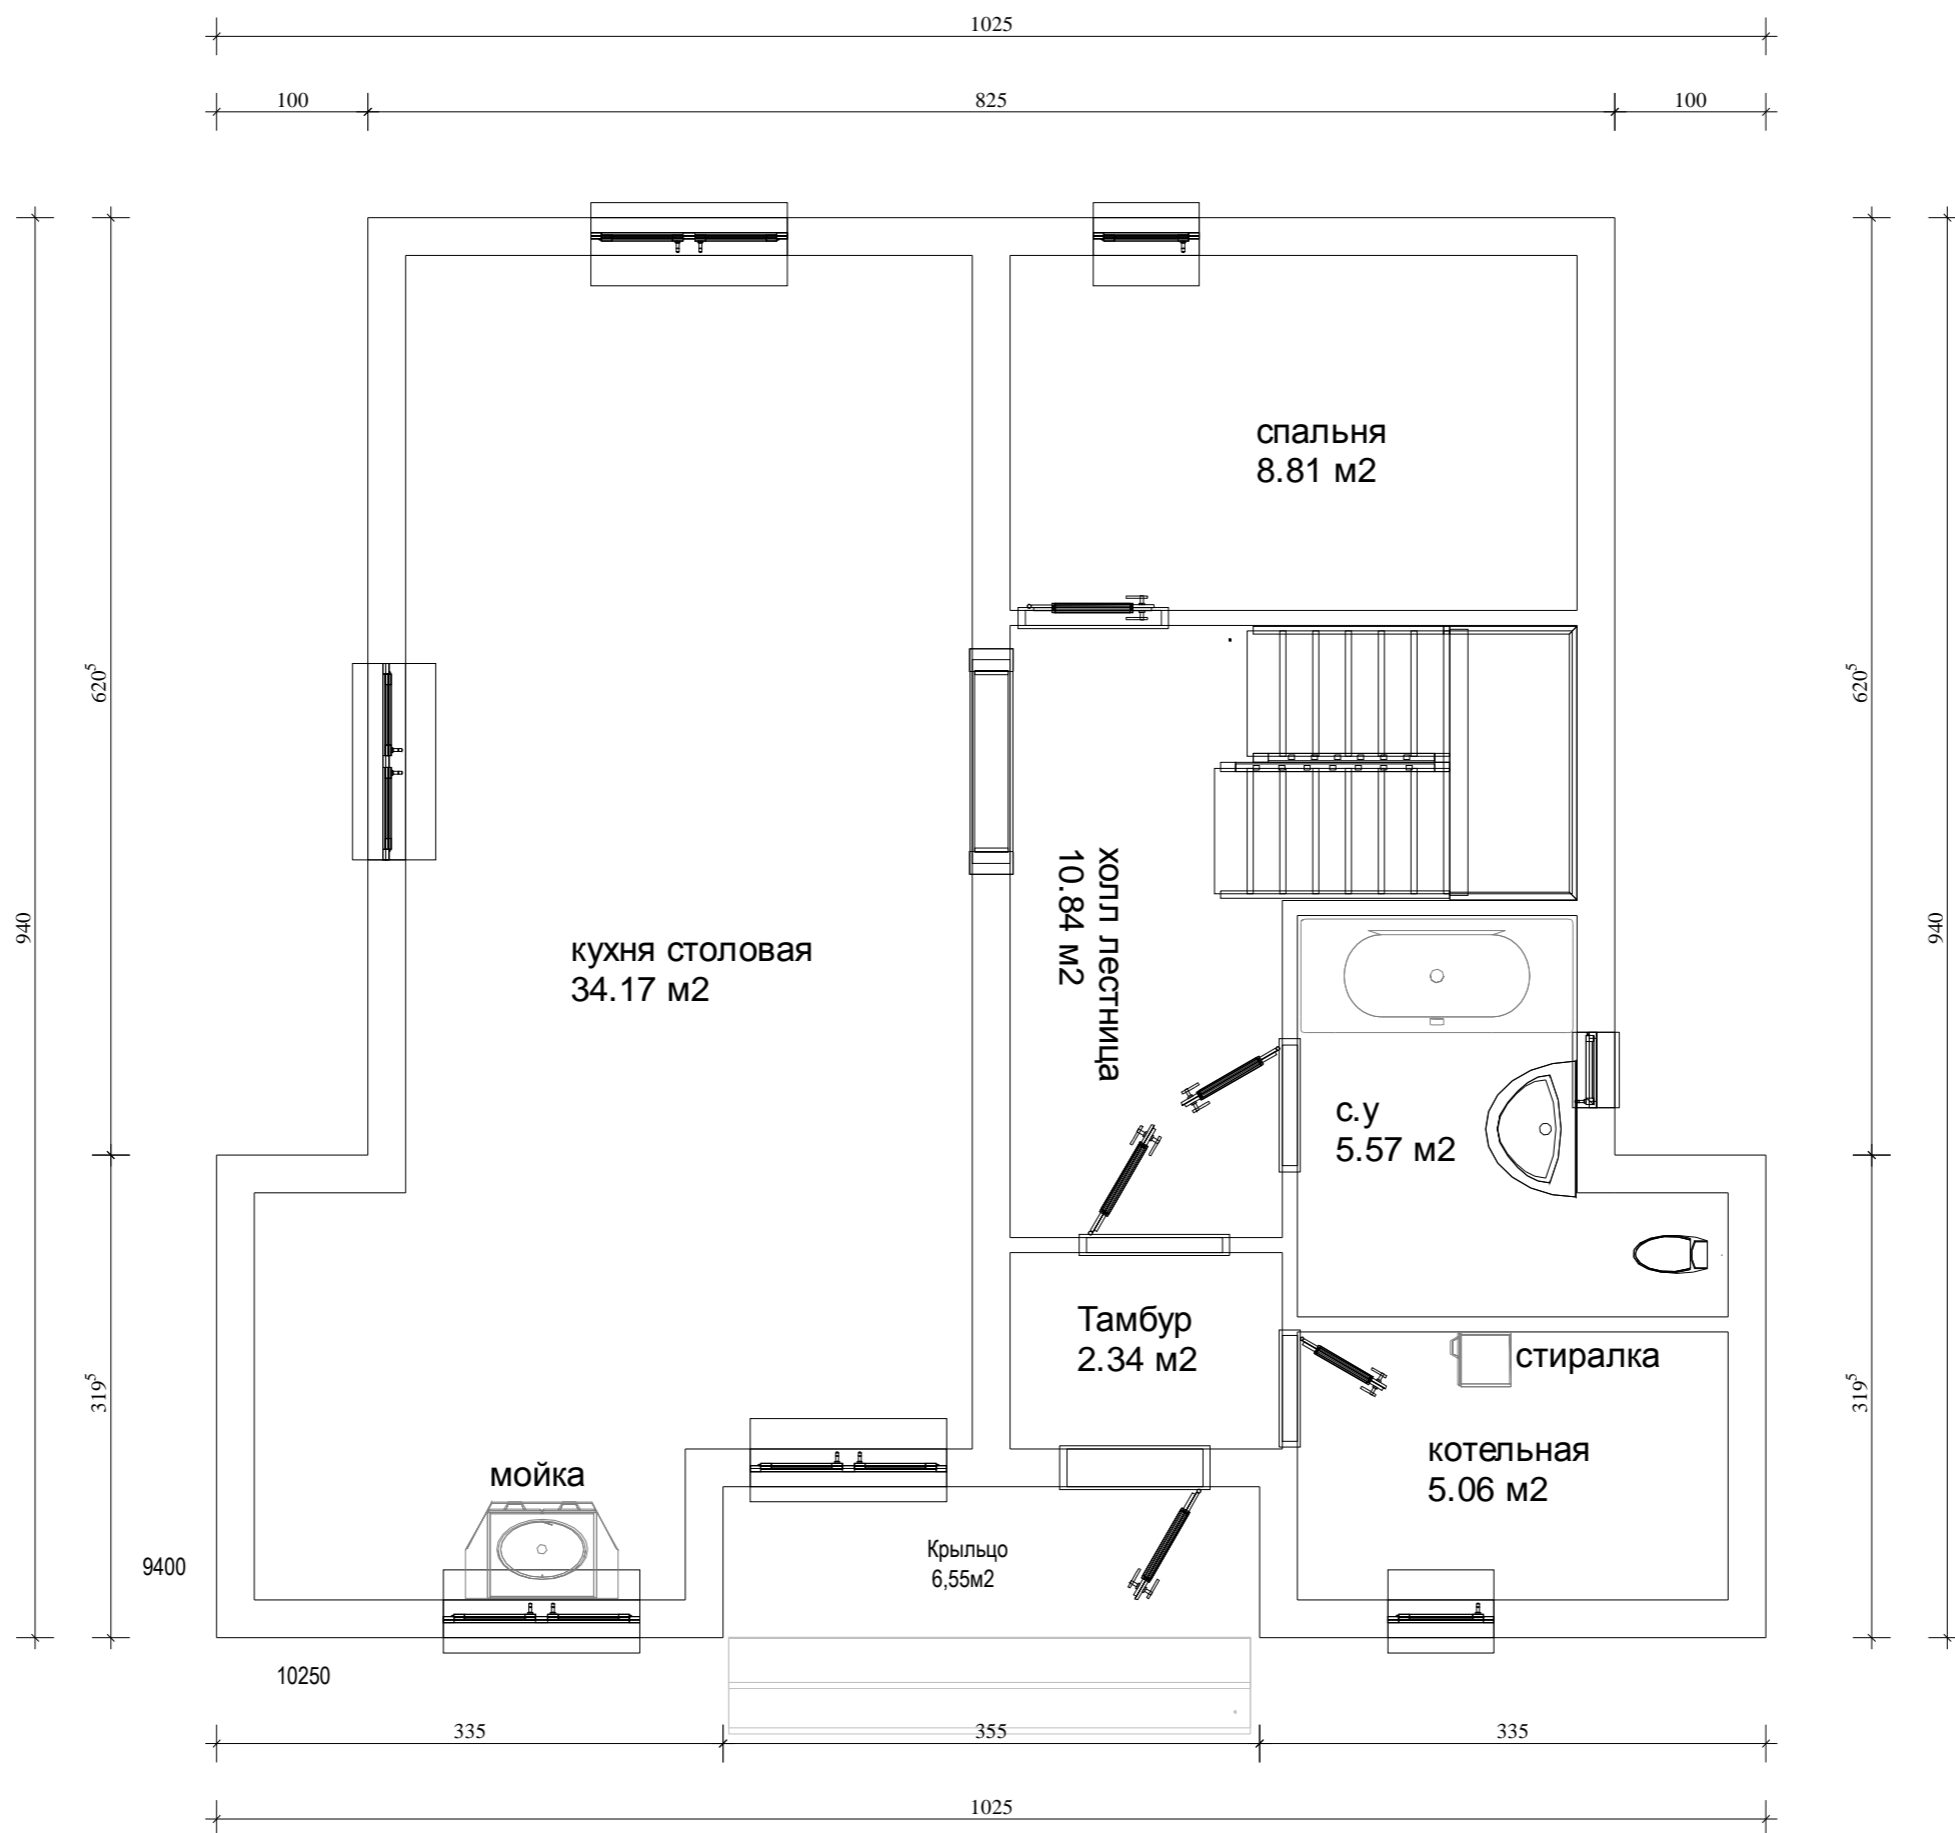 1025
100
825
100
спальня
8.81 м2
620⁵
620⁵
940
940
холл лестница
10.84 м2
кухня столовая
34.17 м2
с.у
5.57 м2
Тамбур
2.34 м2
стиралка
319⁵
319⁵
котельная
5.06 м2
мойка
Крыльцо
6,55м2
9400
10250
335
355
335
1025